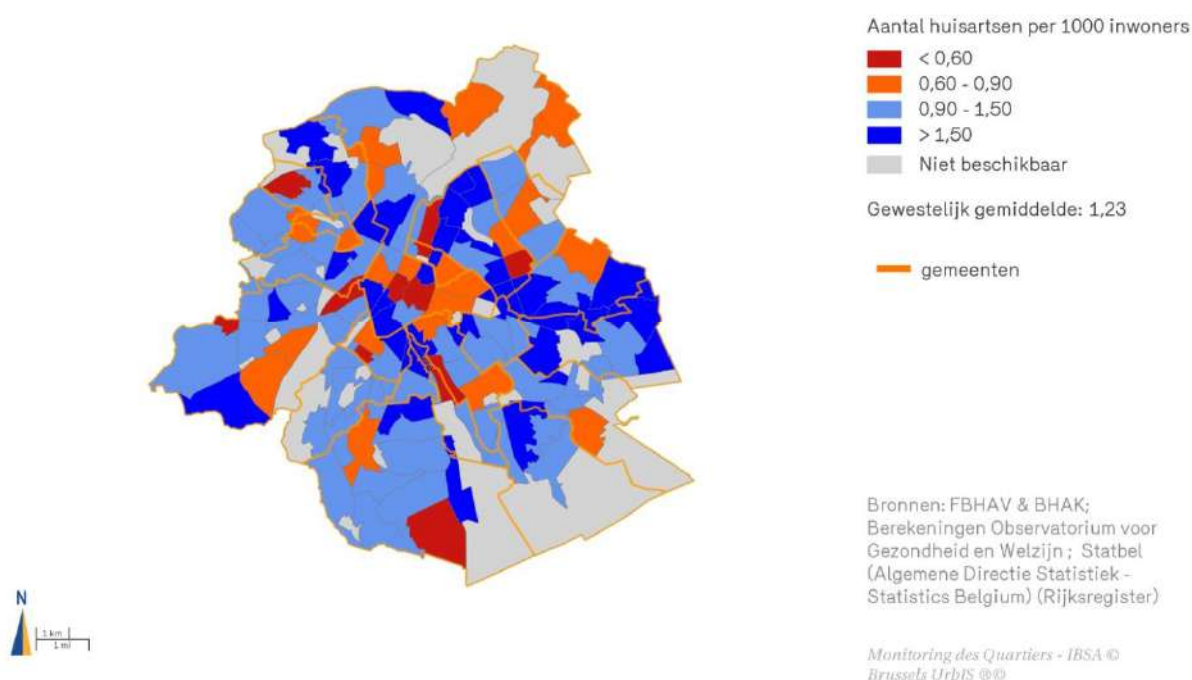 Aantal huisartsen per 1000 inwoners
< 0,60
0,60 - 0,90
0,90 - 1,50
> 1,50
Niet beschikbaar
Gewestelijk gemiddelde: 1,23
gemeenten
Bronnen: FBHAV & BHAK;
Berekeningen Observatorium voor
Gezondheid en Welzijn ; Statbel
(Algemene Directie Statistiek -
Statistics Belgium) (Rijksregister)
N
1 km
1 mi
Monitoring des Quartiers - IBSA ©
Brussels UrbIS ®©